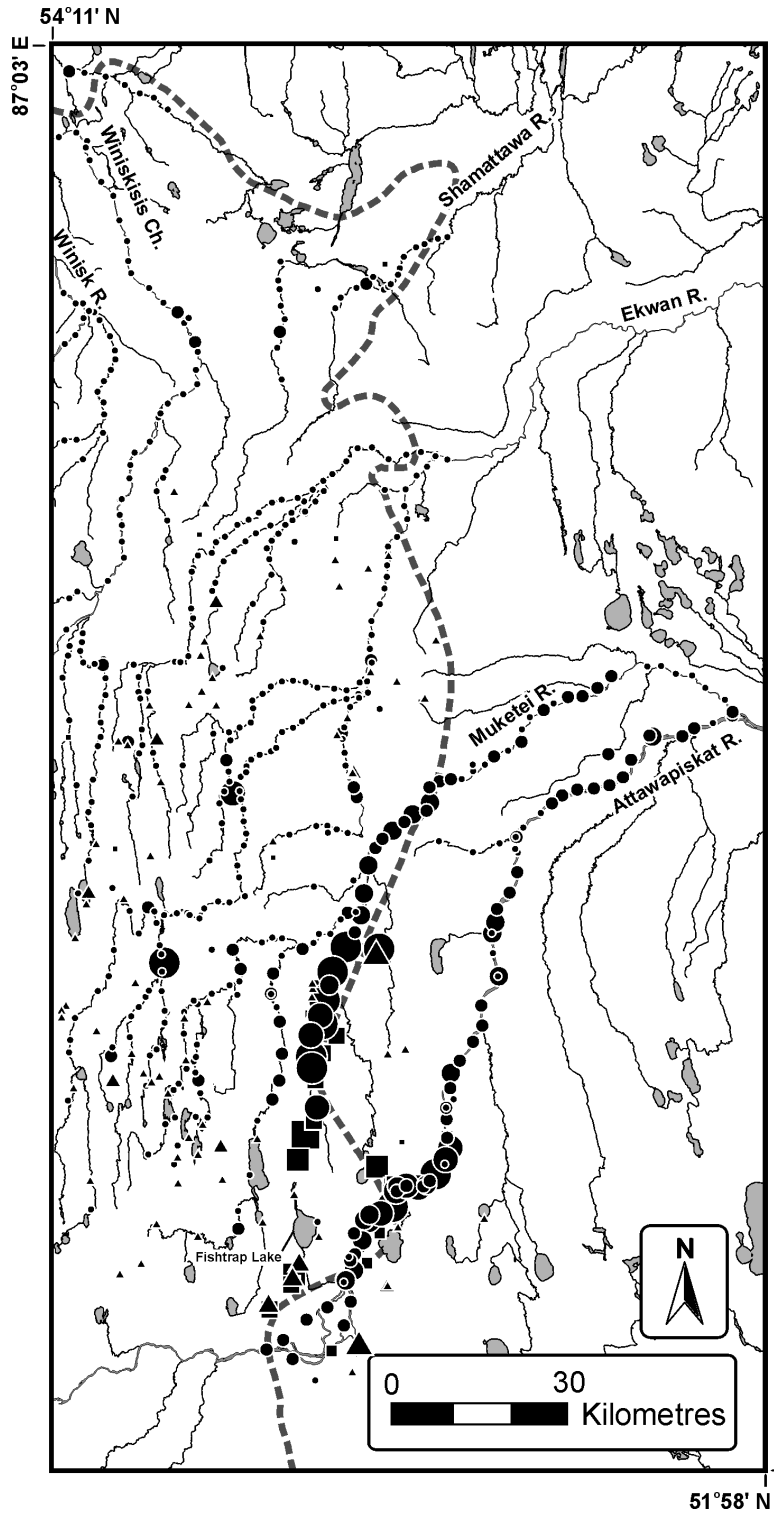 54°11' N
87°03' E
Winiskisis Ch.
Shamattawa R.
Winisk R.
Ekwan R.
Muketei R.
Attawapiskat R.
Fishtrap Lake
N
0 30
Kilometres
51°58' N